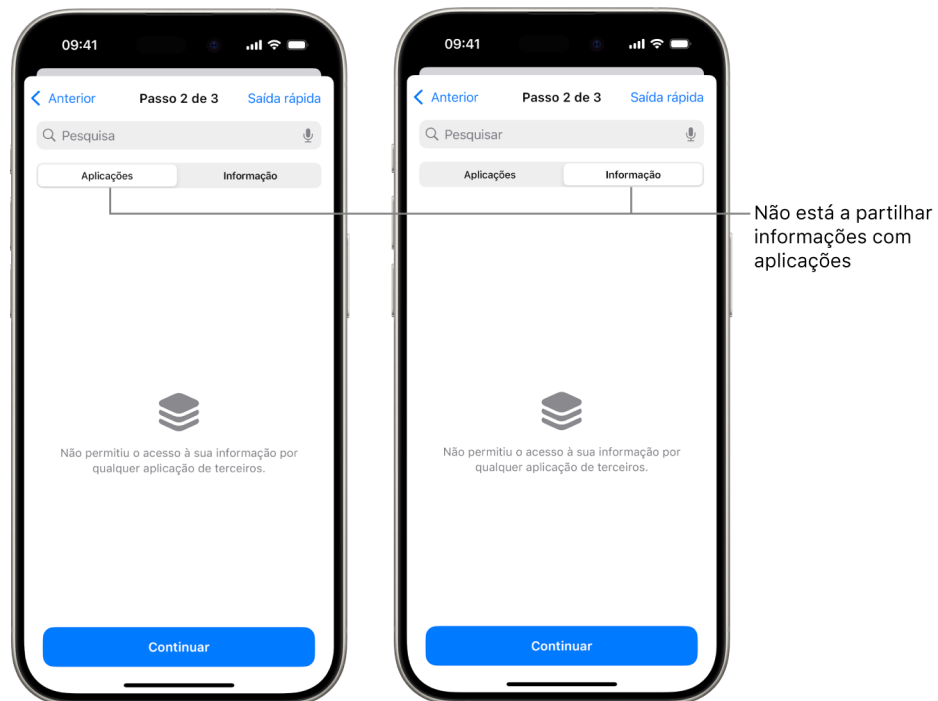 09:41
Anterior
Passo 2 de 3
Saída rápida
Pesquisa
Aplicações
Informação
Não permitiu o acesso à sua informação por
qualquer aplicação de terceiros.
Continuar
09:41
Anterior
Passo 2 de 3
Saída rápida
Pesquisar
Aplicações
Informação
Não permitiu o acesso à sua informação por
qualquer aplicação de terceiros.
Continuar
Não está a partilhar
informações com
aplicações